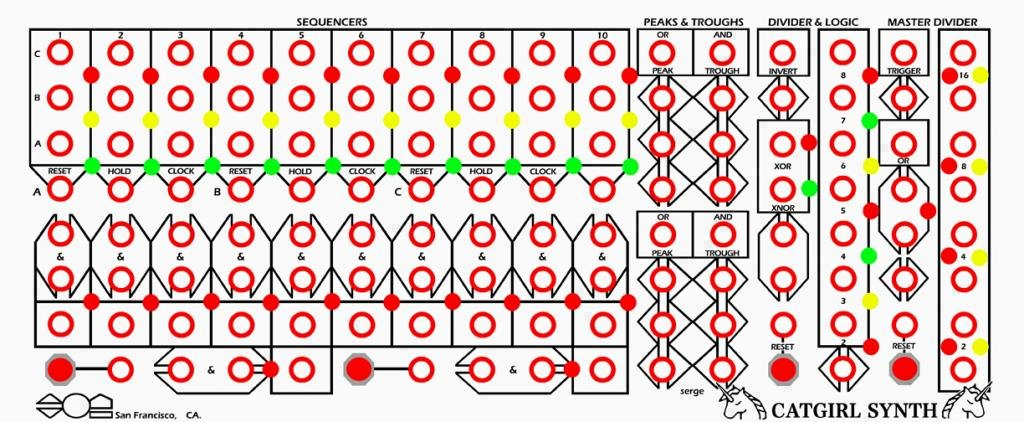 SEQUENCERS PEAKS & TROUGHS DIVIDER & LOGIC MASTER DIVIDER
1 2 3 4 5 6 7 8 9 10 OR AND
C
PEAK TROUGH INVERT 8 TRIGGER 16
B
7
A
XOR 6 OR 8
RESET HOLD CLOCK RESET HOLD CLOCK RESET HOLD CLOCK
A B C
XNOR 5
OR AND
& & & & & & & & & &
PEAK TROUGH 4 4
3
RESET 2 RESET 2
& &
serge
San Francisco, CA.
CATGIRL SYNTH